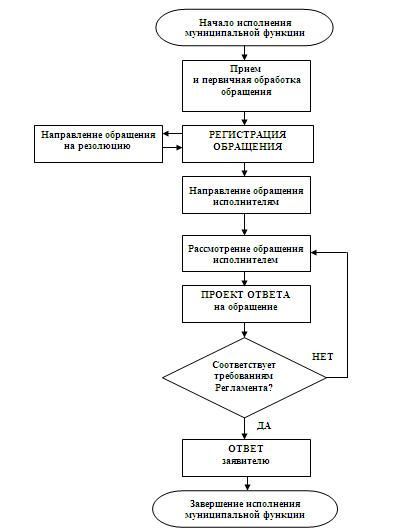 Начало исполнения
муниципальной функции
Прием
и первичная обработка
обращения
Направление обращения
на резолюцию
РЕГИСТРАЦИЯ
ОБРАЩЕНИЯ
Направление обращения
исполнителям
Рассмотрение обращения
исполнителем
ПРОЕКТ ОТВЕТА
на обращение
Соответствует
требованиям
Регламента?
НЕТ
ДА
ОТВЕТ
заявителю
Завершение исполнения
муниципальной функции